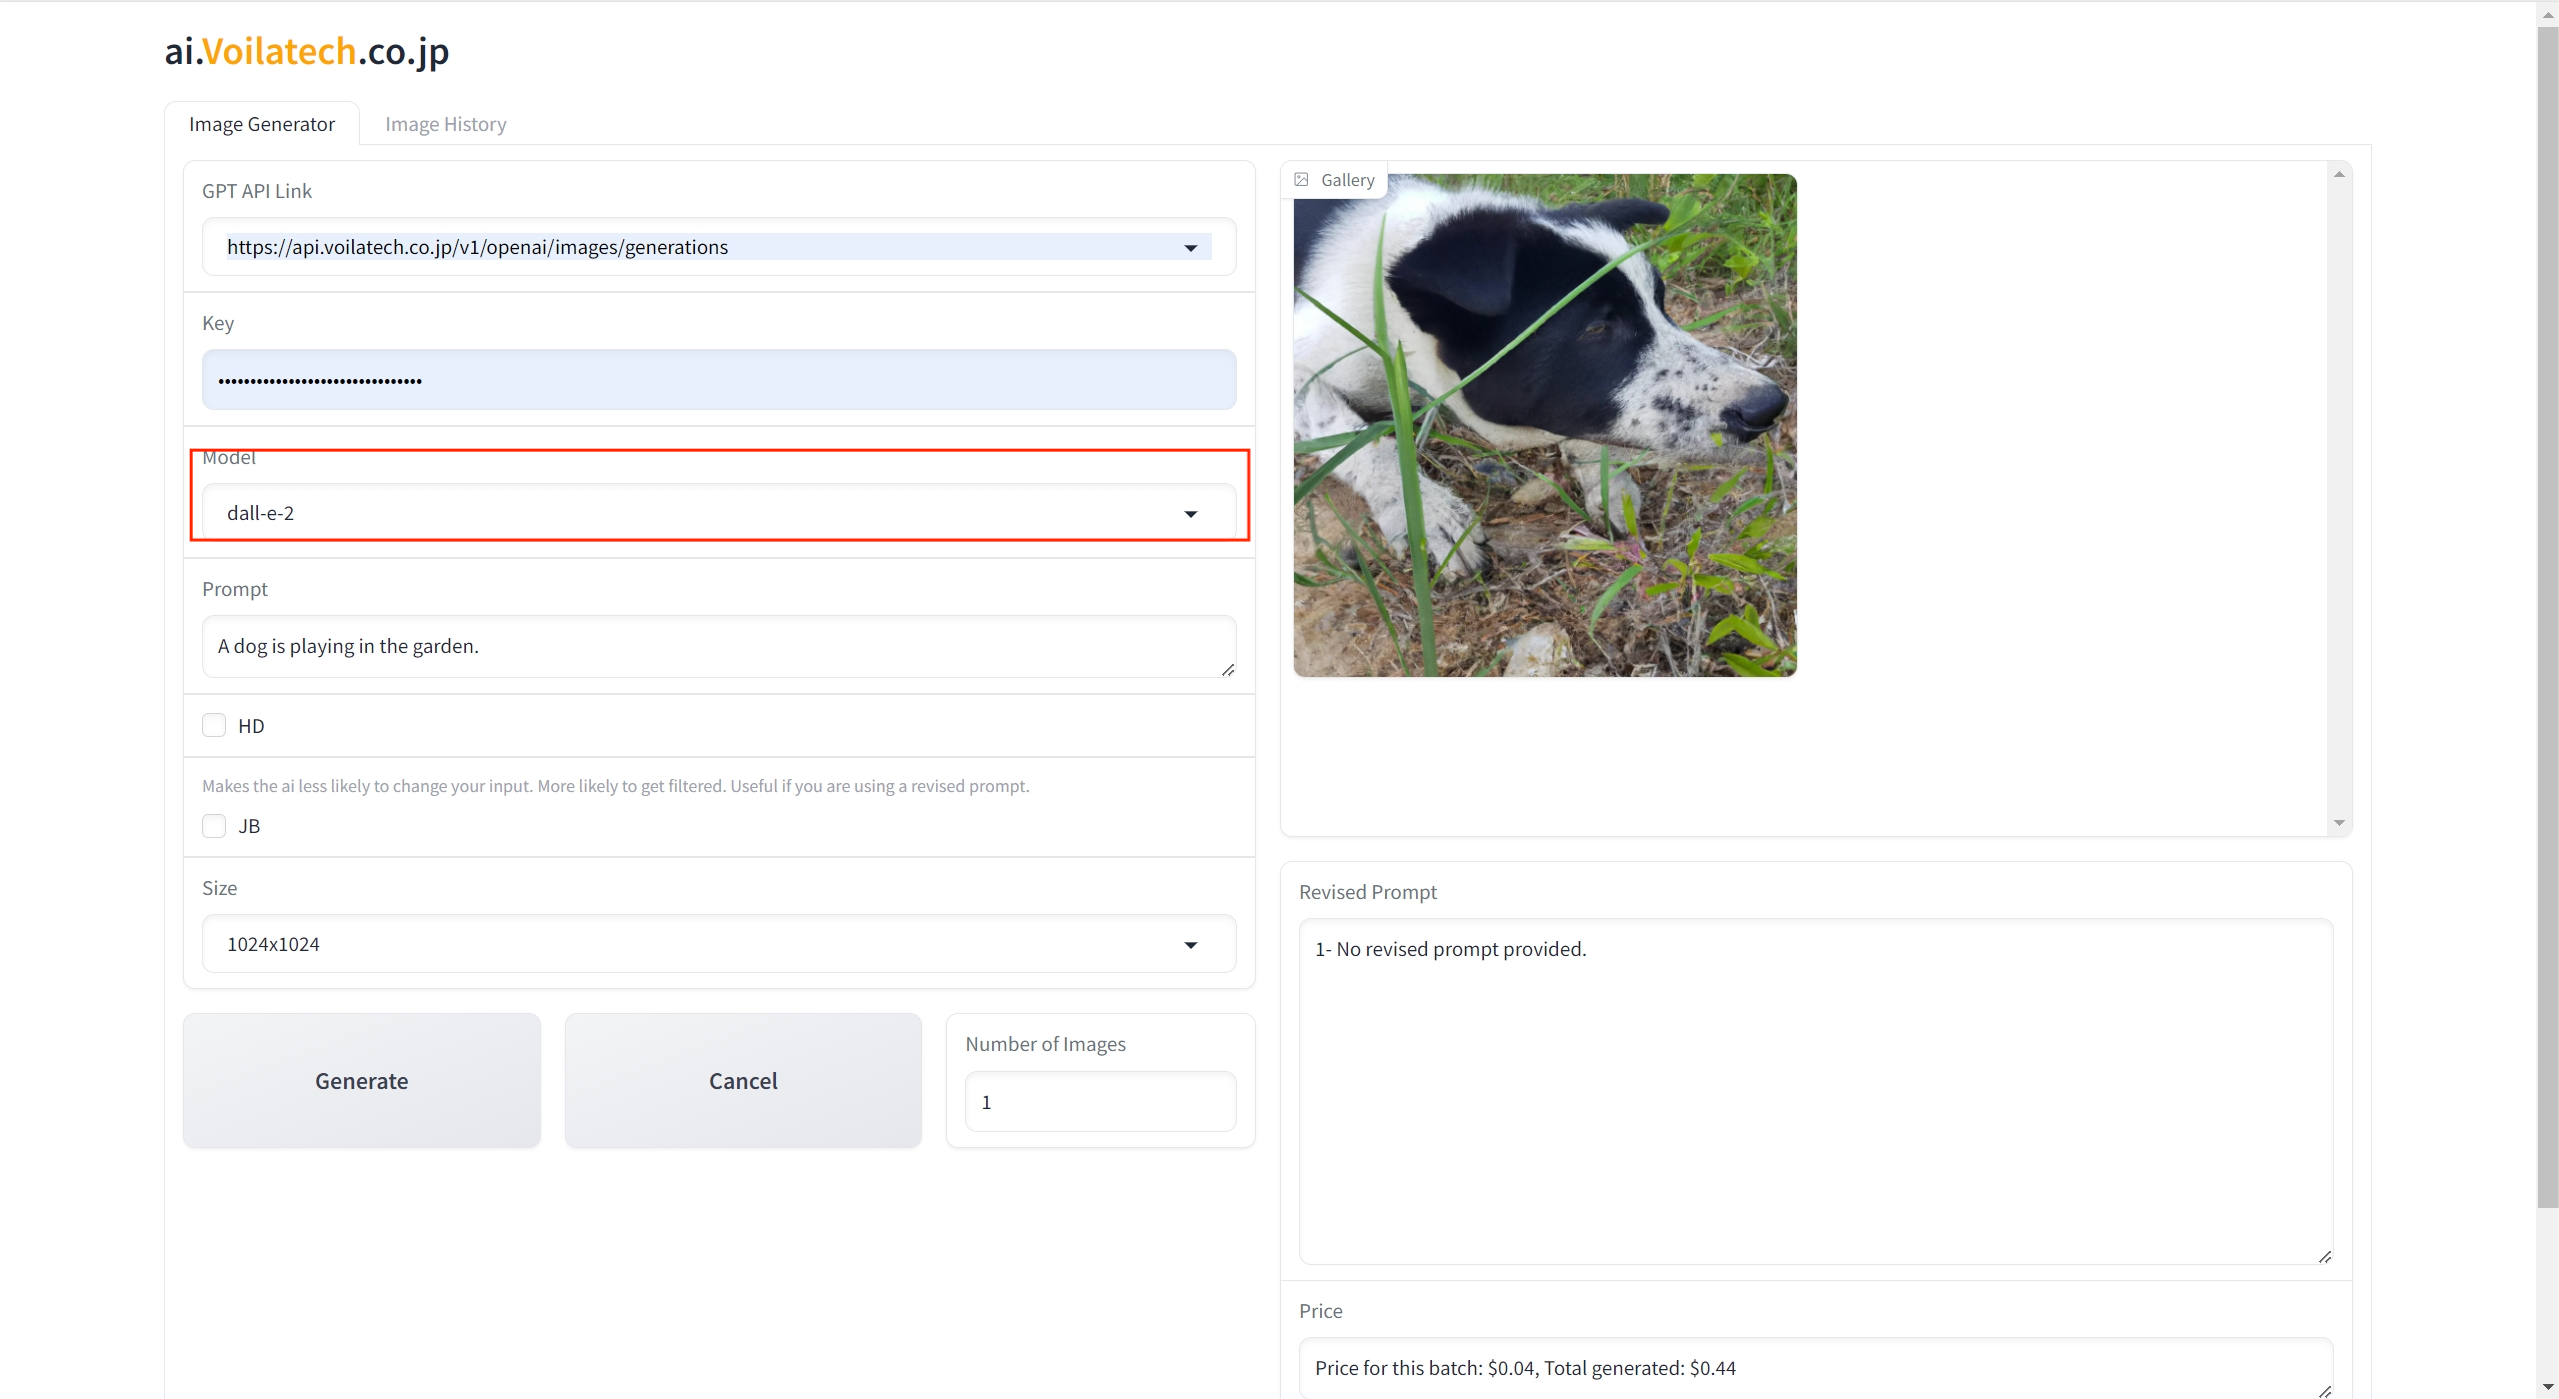 ai.Voilatech.co.jp
Image Generator
Image History
GPT API Link
https://api.voilatech.co.jp/v1/openai/images/generations
Key
••••••••••••••••••••••••••••••••
Model
dall-e-2
Prompt
A dog is playing in the garden.
HD
Makes the ai less likely to change your input. More likely to get filtered. Useful if you are using a revised prompt.
JB
Size
1024x1024
Generate
Cancel
Number of Images
1
Gallery
Revised Prompt
1- No revised prompt provided.
Price
Price for this batch: $0.04, Total generated: $0.44